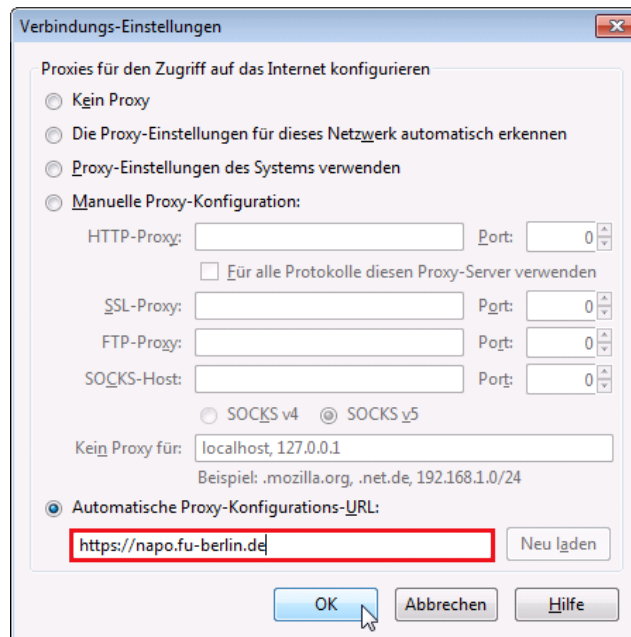 Verbindungs-Einstellungen
Proxies für den Zugriff auf das Internet konfigurieren
Kein Proxy
Die Proxy-Einstellungen für dieses Netzwerk automatisch erkennen
Proxy-Einstellungen des Systems verwenden
Manuelle Proxy-Konfiguration:
HTTP-Proxy: Port: 0
Für alle Protokolle diesen Proxy-Server verwenden
SSL-Proxy: Port: 0
FTP-Proxy: Port: 0
SOCKS-Host: Port: 0
SOCKS v4 SOCKS v5
Kein Proxy für: localhost, 127.0.0.1
Beispiel: .mozilla.org, .net.de, 192.168.1.0/24
Automatische Proxy-Konfigurations-URL:
https://napo.fu-berlin.de Neu laden
OK Abbrechen Hilfe